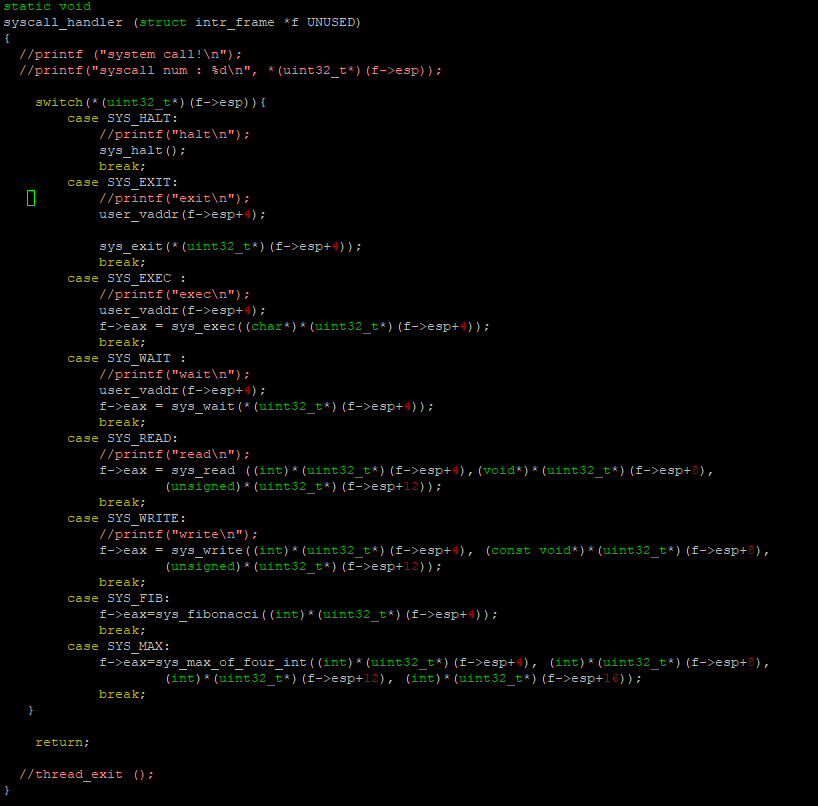 static void
syscall_handler (struct intr_frame *f UNUSED)
{
  //printf ("system call!\n");
  //printf("syscall num : %d\n", *(uint32_t*)(f->esp));

    switch(*(uint32_t*)(f->esp)){
        case SYS_HALT:
            //printf("halt\n");
            sys_halt();
            break;
        case SYS_EXIT:
            //printf("exit\n");
            user_vaddr(f->esp+4);

            sys_exit(*(uint32_t*)(f->esp+4));
            break;
        case SYS_EXEC :
            //printf("exec\n");
            user_vaddr(f->esp+4);
            f->eax = sys_exec((char*)*(uint32_t*)(f->esp+4));
            break;
        case SYS_WAIT :
            //printf("wait\n");
            user_vaddr(f->esp+4);
            f->eax = sys_wait(*(uint32_t*)(f->esp+4));
            break;
        case SYS_READ:
            //printf("read\n");
            f->eax = sys_read ((int)*(uint32_t*)(f->esp+4),(void*)*(uint32_t*)(f->esp+8),
                    (unsigned)*(uint32_t*)(f->esp+12));
            break;
        case SYS_WRITE:
            //printf("write\n");
            f->eax = sys_write((int)*(uint32_t*)(f->esp+4), (const void*)*(uint32_t*)(f->esp+8),
                    (unsigned)*(uint32_t*)(f->esp+12));
            break;
        case SYS_FIB:
            f->eax=sys_fibonacci((int)*(uint32_t*)(f->esp+4));
            break;
        case SYS_MAX:
            f->eax=sys_max_of_four_int((int)*(uint32_t*)(f->esp+4), (int)*(uint32_t*)(f->esp+8),
                    (int)*(uint32_t*)(f->esp+12), (int)*(uint32_t*)(f->esp+16));
            break;
   }

    return;

  //thread_exit ();
}